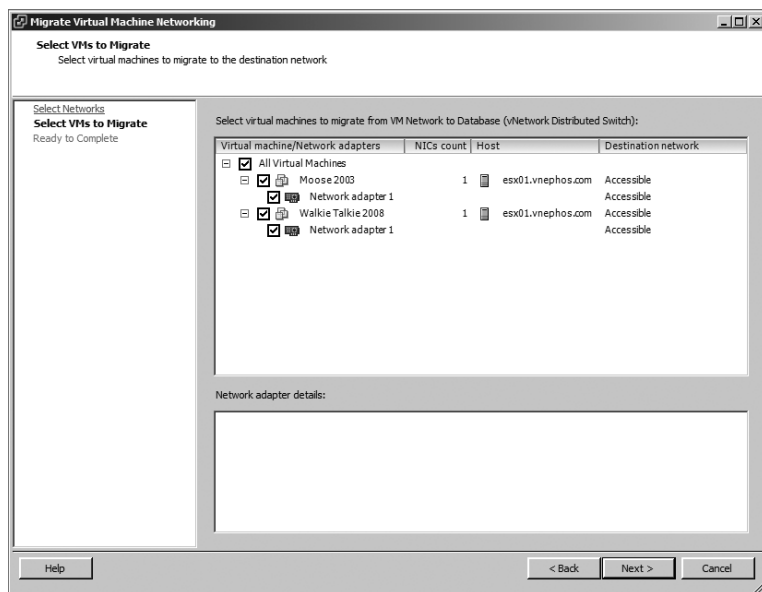 Migrate Virtual Machine Networking
Select VMs to Migrate
Select virtual machines to migrate to the destination network
Select Networks
Select VMs to Migrate
Ready to Complete
Select virtual machines to migrate from VM Network to Database (vNetwork Distributed Switch):
Virtual machine/Network adapters NICs count Host Destination network
All Virtual Machines
Moose 2003 1 esx01.vnephos.com Accessible
Network adapter 1 Accessible
Walkie Talkie 2008 1 esx01.vnephos.com Accessible
Network adapter 1 Accessible
Network adapter details:
Help < Back Next > Cancel